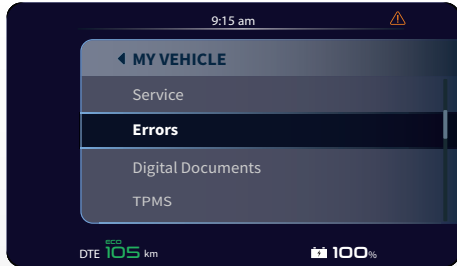 9:15 am
MY VEHICLE
Service
Errors
Digital Documents
TPMS
ECO
DTE 105 km
100%